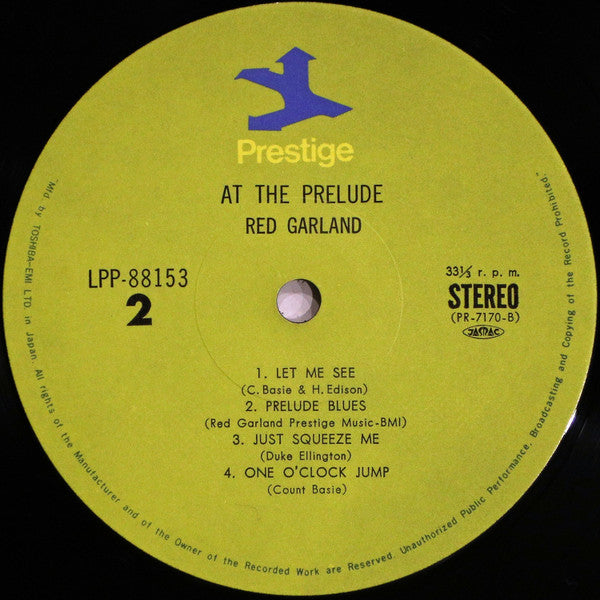 Prestige
AT THE PRELUDE
RED GARLAND
LPP-88153
2
33⅓ r. p. m.
STEREO
(PR-7170-B)
JASRAC
1. LET ME SEE
(C. Basie & H. Edison)
2. PRELUDE BLUES
(Red Garland Prestige Music-BMI)
3. JUST SQUEEZE ME
(Duke Ellington)
4. ONE O'CLOCK JUMP
(Count Basie)
"Mfd. by TOSHIBA-EMI LTD. in Japan. All rights of the Manufacturer and of the Owner of the Recorded Work are Reserved. Unauthorized Public Performance, Broadcasting and Copying of the Record Prohibited."